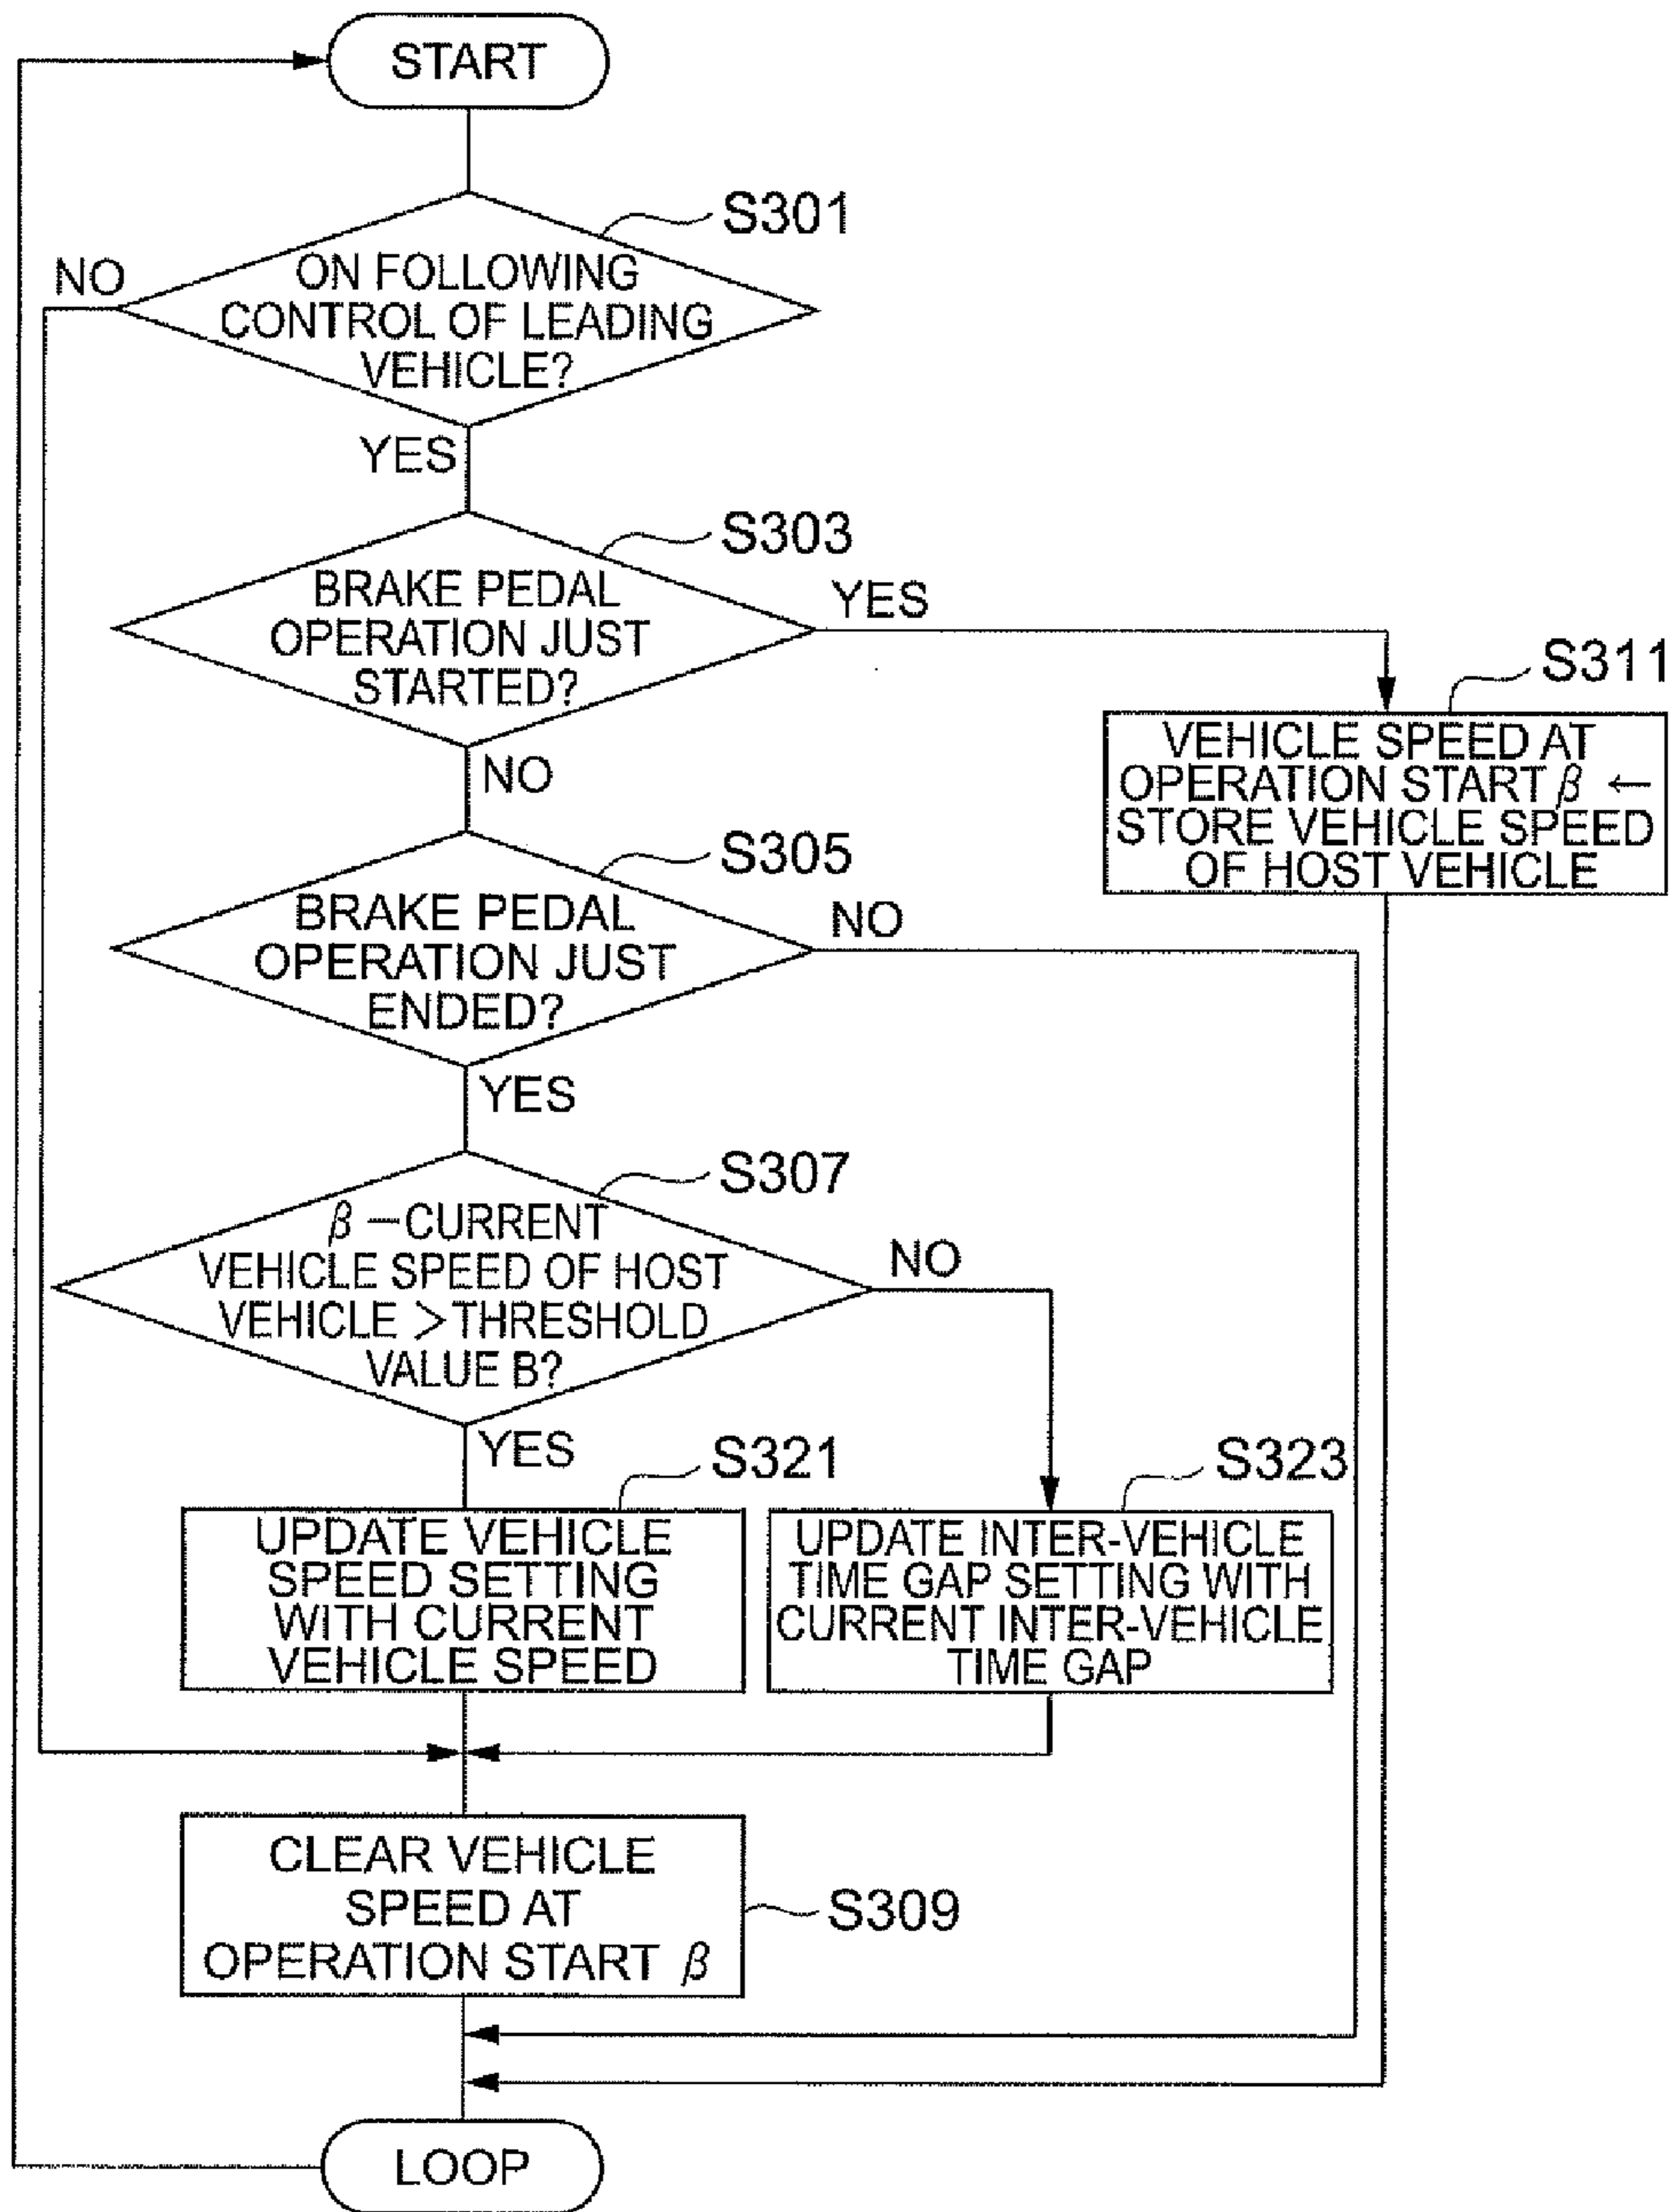 START
S301
NO
ON FOLLOWING
CONTROL OF LEADING
VEHICLE?
YES
S303
BRAKE PEDAL
OPERATION JUST
STARTED?
YES
NO
S311
VEHICLE SPEED AT
OPERATION START β ←
STORE VEHICLE SPEED
OF HOST VEHICLE
S305
BRAKE PEDAL
OPERATION JUST
ENDED?
NO
YES
S307
β −CURRENT
VEHICLE SPEED OF HOST
VEHICLE >THRESHOLD
VALUE B?
NO
YES
S321
UPDATE VEHICLE
SPEED SETTING
WITH CURRENT
VEHICLE SPEED
S323
UPDATE INTER-VEHICLE
TIME GAP SETTING WITH
CURRENT INTER-VEHICLE
TIME GAP
CLEAR VEHICLE
SPEED AT
OPERATION START β
S309
LOOP